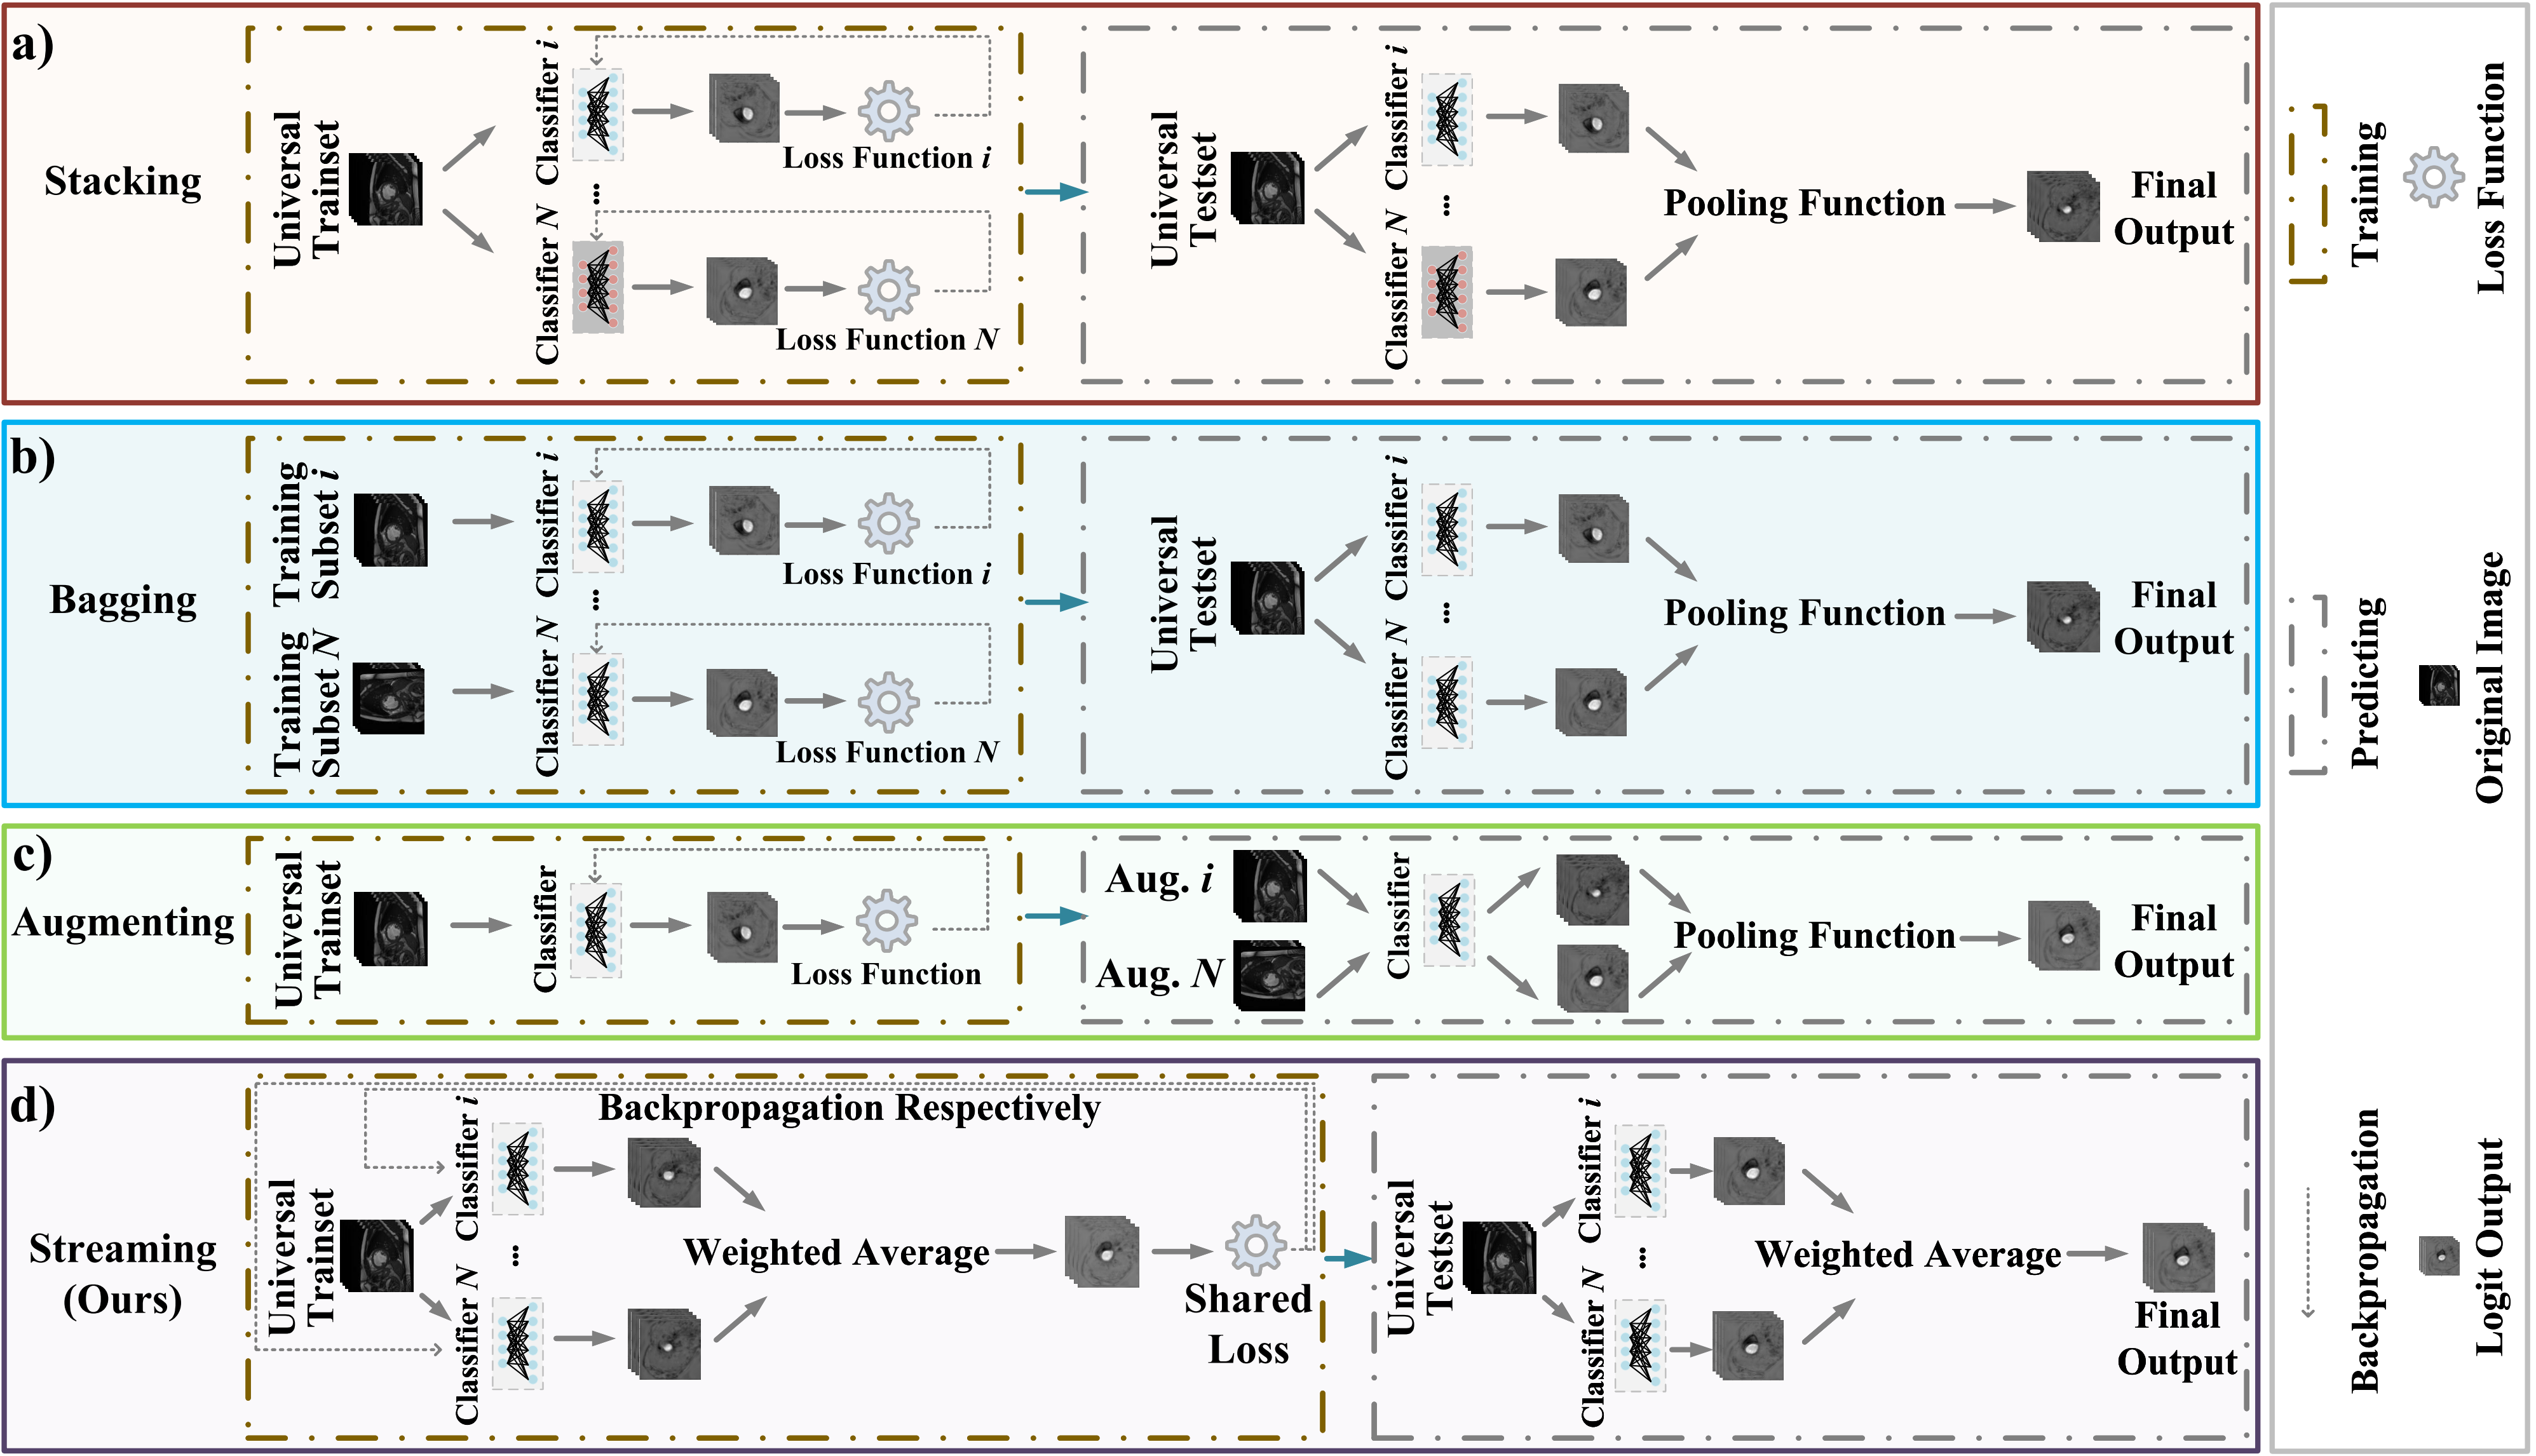 a)
Stacking
Universal
Trainset
Classifier i
...
Classifier N
Loss Function i
Loss Function N
Universal
Testset
Classifier i
...
Classifier N
Pooling Function
Final
Output
b)
Bagging
Training
Subset i
Training
Subset N
Classifier i
...
Classifier N
Loss Function i
Loss Function N
Universal
Testset
Classifier i
...
Classifier N
Pooling Function
Final
Output
c)
Augmenting
Universal
Trainset
Classifier
Loss Function
Aug. i
Aug. N
Classifier
Pooling Function
Final
Output
d)
Streaming
(Ours)
Universal
Trainset
Backpropagation Respectively
Classifier i
...
Classifier N
Weighted Average
Shared
Loss
Universal
Testset
Classifier i
...
Classifier N
Weighted Average
Final
Output
Training
Loss Function
Predicting
Original Image
Backpropagation
Logit Output